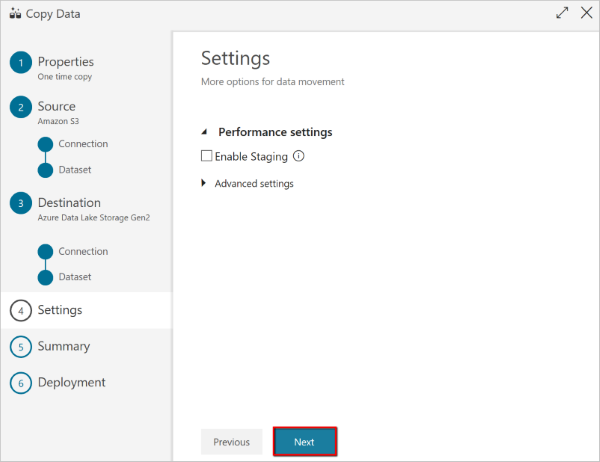 Copy Data
1 Properties
One time copy
2 Source
Amazon S3
Connection
Dataset
3 Destination
Azure Data Lake Storage Gen2
Connection
Dataset
4 Settings
5 Summary
6 Deployment
Settings
More options for data movement
Performance settings
Enable Staging
Advanced settings
Previous
Next